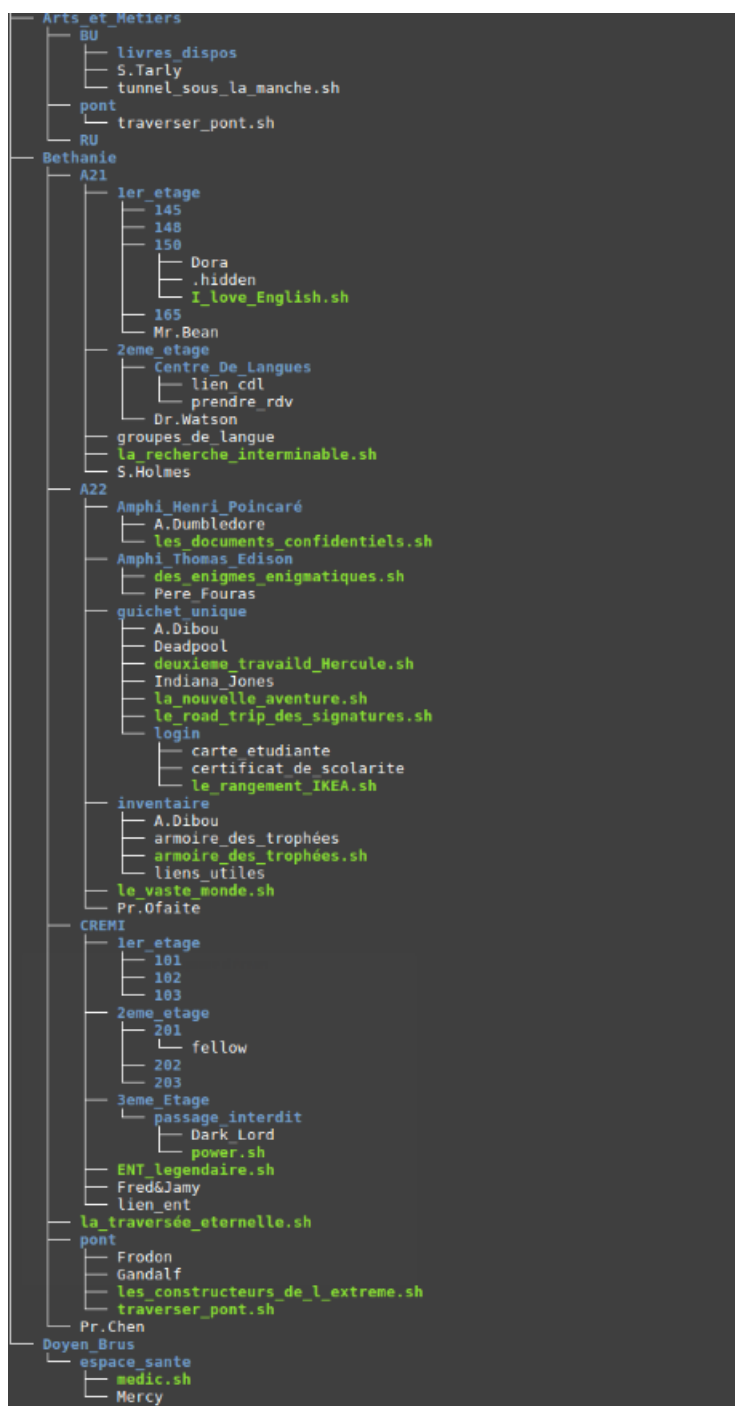 Arts_et_Metiers
BU
livres_dispos
S.Tarly
tunnel_sous_la_manche.sh
pont
traverser_pont.sh
RU
Bethanie
A21
1er_etage
145
148
150
Dora
.hidden
I_love_English.sh
165
Mr.Bean
2eme_etage
Centre_De_Langues
lien_cdl
prendre_rdv
Dr.Watson
groupes_de_langue
la_recherche_interminable.sh
S.Holmes
A22
Amphi_Henri_Poincaré
A.Dumbledore
les_documents_confidentiels.sh
Amphi_Thomas_Edison
des_enigmes_enigmatiques.sh
Pere_Fouras
guichet_unique
A.Dibou
Deadpool
deuxieme_travaild_Hercule.sh
Indiana_Jones
la_nouvelle_aventure.sh
le_road_trip_des_signatures.sh
login
carte_etudiante
certificat_de_scolarite
le_rangement_IKEA.sh
inventaire
A.Dibou
armoire_des_trophées
armoire_des_trophées.sh
liens_utiles
le_vaste_monde.sh
Pr.Ofaite
CREMI
1er_etage
101
102
103
2eme_etage
201
fellow
202
203
3eme_Etage
passage_interdit
Dark_Lord
power.sh
ENT_legendaire.sh
Fred&Jamy
lien_ent
la_traversée_eternelle.sh
pont
Frodon
Gandalf
les_constructeurs_de_l_extreme.sh
traverser_pont.sh
Pr.Chen
Doyen_Brus
espace_sante
medic.sh
Mercy